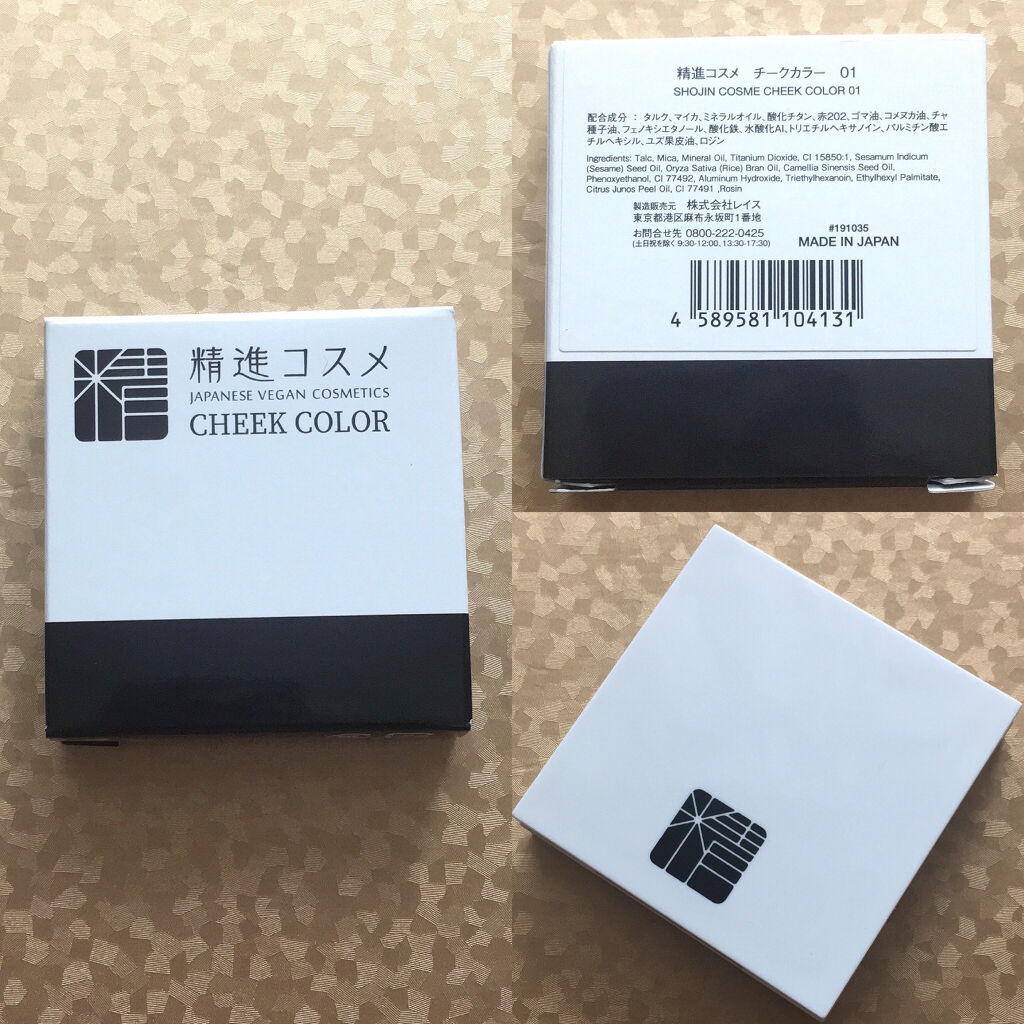 精進コスメ
JAPANESE VEGAN COSMETICS
CHEEK COLOR
精進コスメ チークカラー 01
SHOJIN COSME CHEEK COLOR 01
配合成分 : タルク、マイカ、ミネラルオイル、酸化チタン、赤202、ゴマ油、コメヌカ油、チャ
種子油、フェノキシエタノール、酸化鉄、水酸化Al、トリエチルヘキサノイン、パルミチン酸エ
チルヘキシル、ユズ果皮油、ロジン
Ingredients: Talc, Mica, Mineral Oil, Titanium Dioxide, CI 15850:1, Sesamum Indicum
(Sesame) Seed Oil, Oryza Sativa (Rice) Bran Oil, Camellia Sinensis Seed Oil,
Phenoxyethanol, CI 77492, Aluminum Hydroxide, Triethylhexanoin, Ethylhexyl Palmitate,
Citrus Junos Peel Oil, CI 77491 ,Rosin
製造販売元 株式会社レイス
東京都港区麻布永坂町1番地
お問合せ先 0800-222-0425
(土日祝を除く 9:30-12:00、13:30-17:30)
#191035
MADE IN JAPAN
4 589581 104131